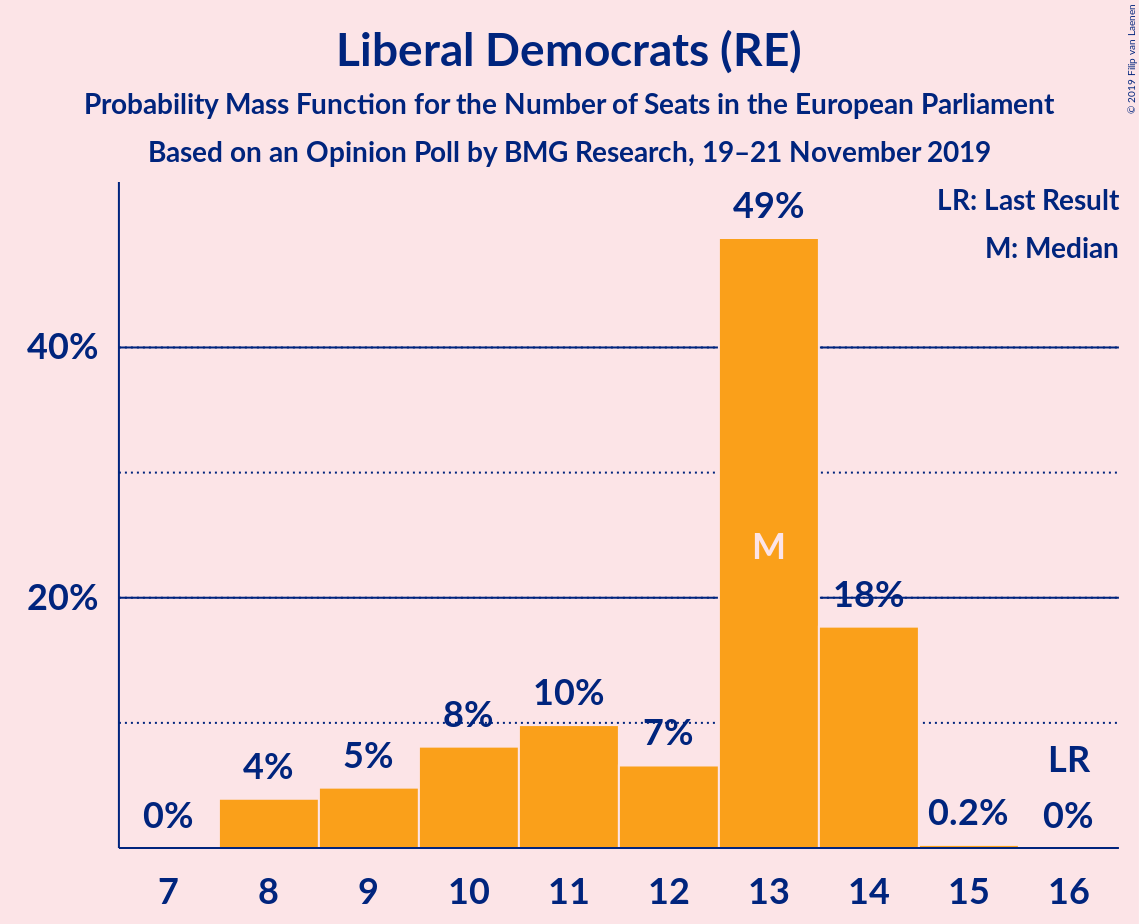 Liberal Democrats (RE)
Probability Mass Function for the Number of Seats in the European Parliament
Based on an Opinion Poll by BMG Research, 19–21 November 2019
© 2019 Filip van Laenen
LR: Last Result
M: Median
40%
20%
0%
4%
5%
8%
10%
7%
49%
M
18%
0.2%
LR
0%
7 8 9 10 11 12 13 14 15 16